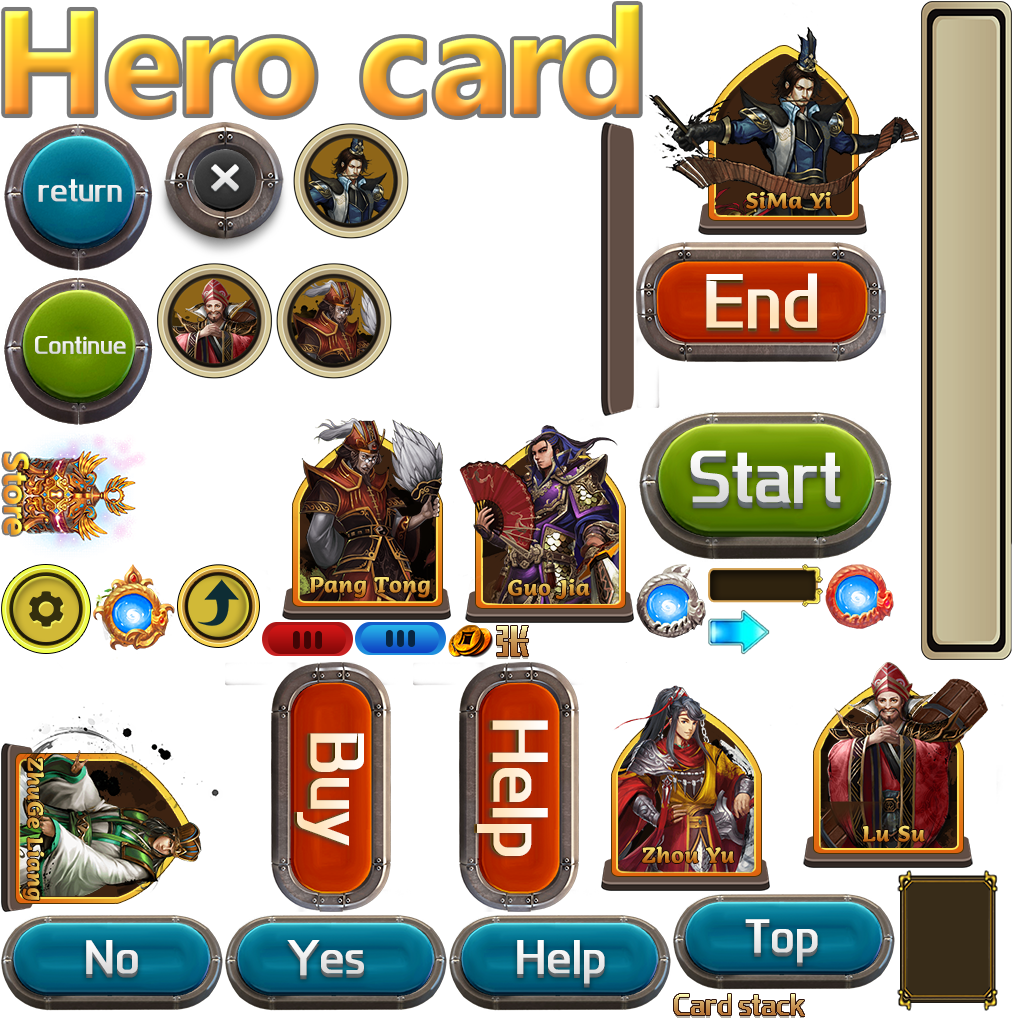 Hero card
return
SiMa Yi
End
Continue
Store
Start
Pang Tong
Guo Jia
张
Buy
Help
ZhuGe Liang
Zhou Yu
Lu Su
No
Yes
Help
Top
Card stack